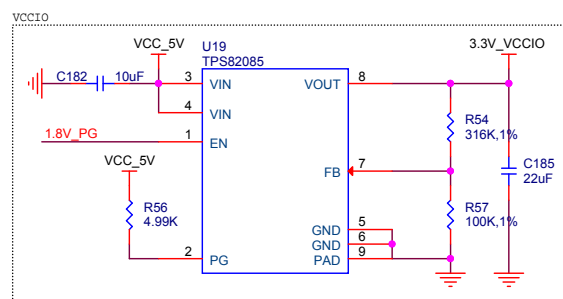 VCCIO
VCC_5V
U19
TPS82085
3.3V_VCCIO
C182
10uF
3
VIN
VOUT
8
4
VIN
R54
316K,1%
1.8V_PG
1
EN
VCC_5V
FB
7
C185
22uF
R56
4.99K
R57
100K,1%
GND
5
GND
6
2
PG
PAD
9